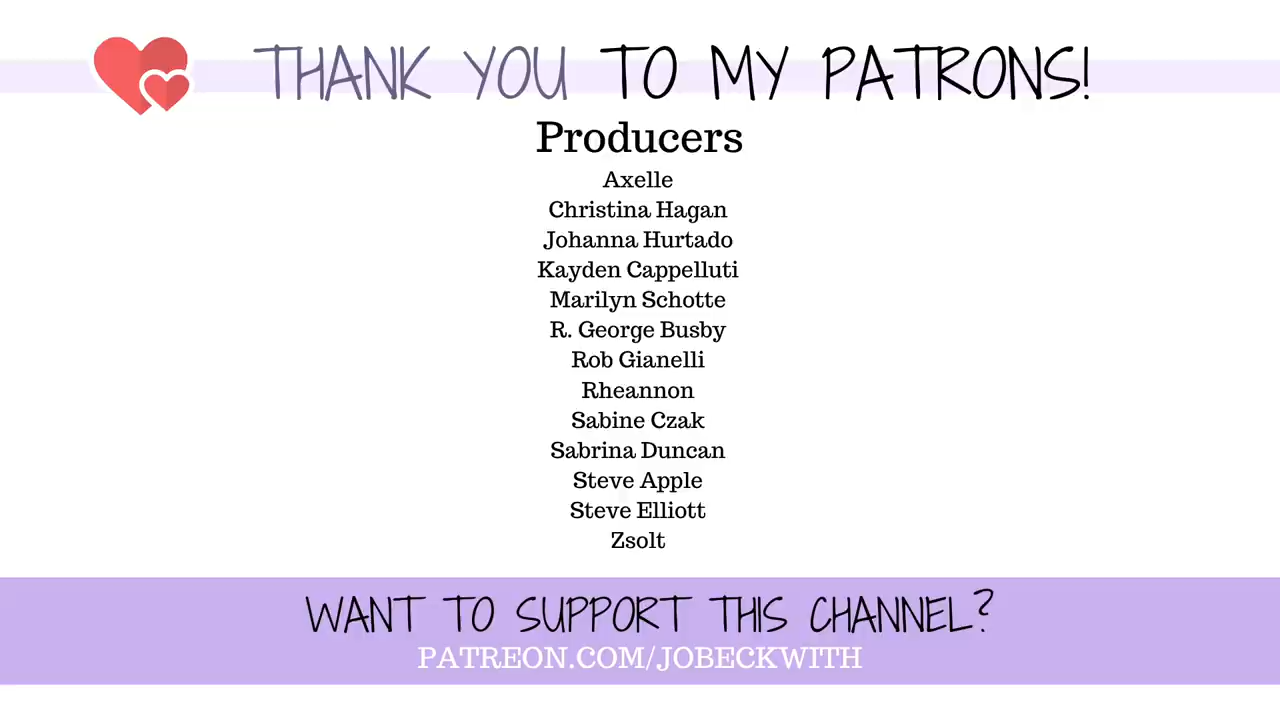 THANK YOU TO MY PATRONS!
Producers
Axelle
Christina Hagan
Johanna Hurtado
Kayden Cappelluti
Marilyn Schotte
R. George Busby
Rob Gianelli
Rheannon
Sabine Czak
Sabrina Duncan
Steve Apple
Steve Elliott
Zsolt
WANT TO SUPPORT THIS CHANNEL?
PATREON.COM/JOBECKWITH